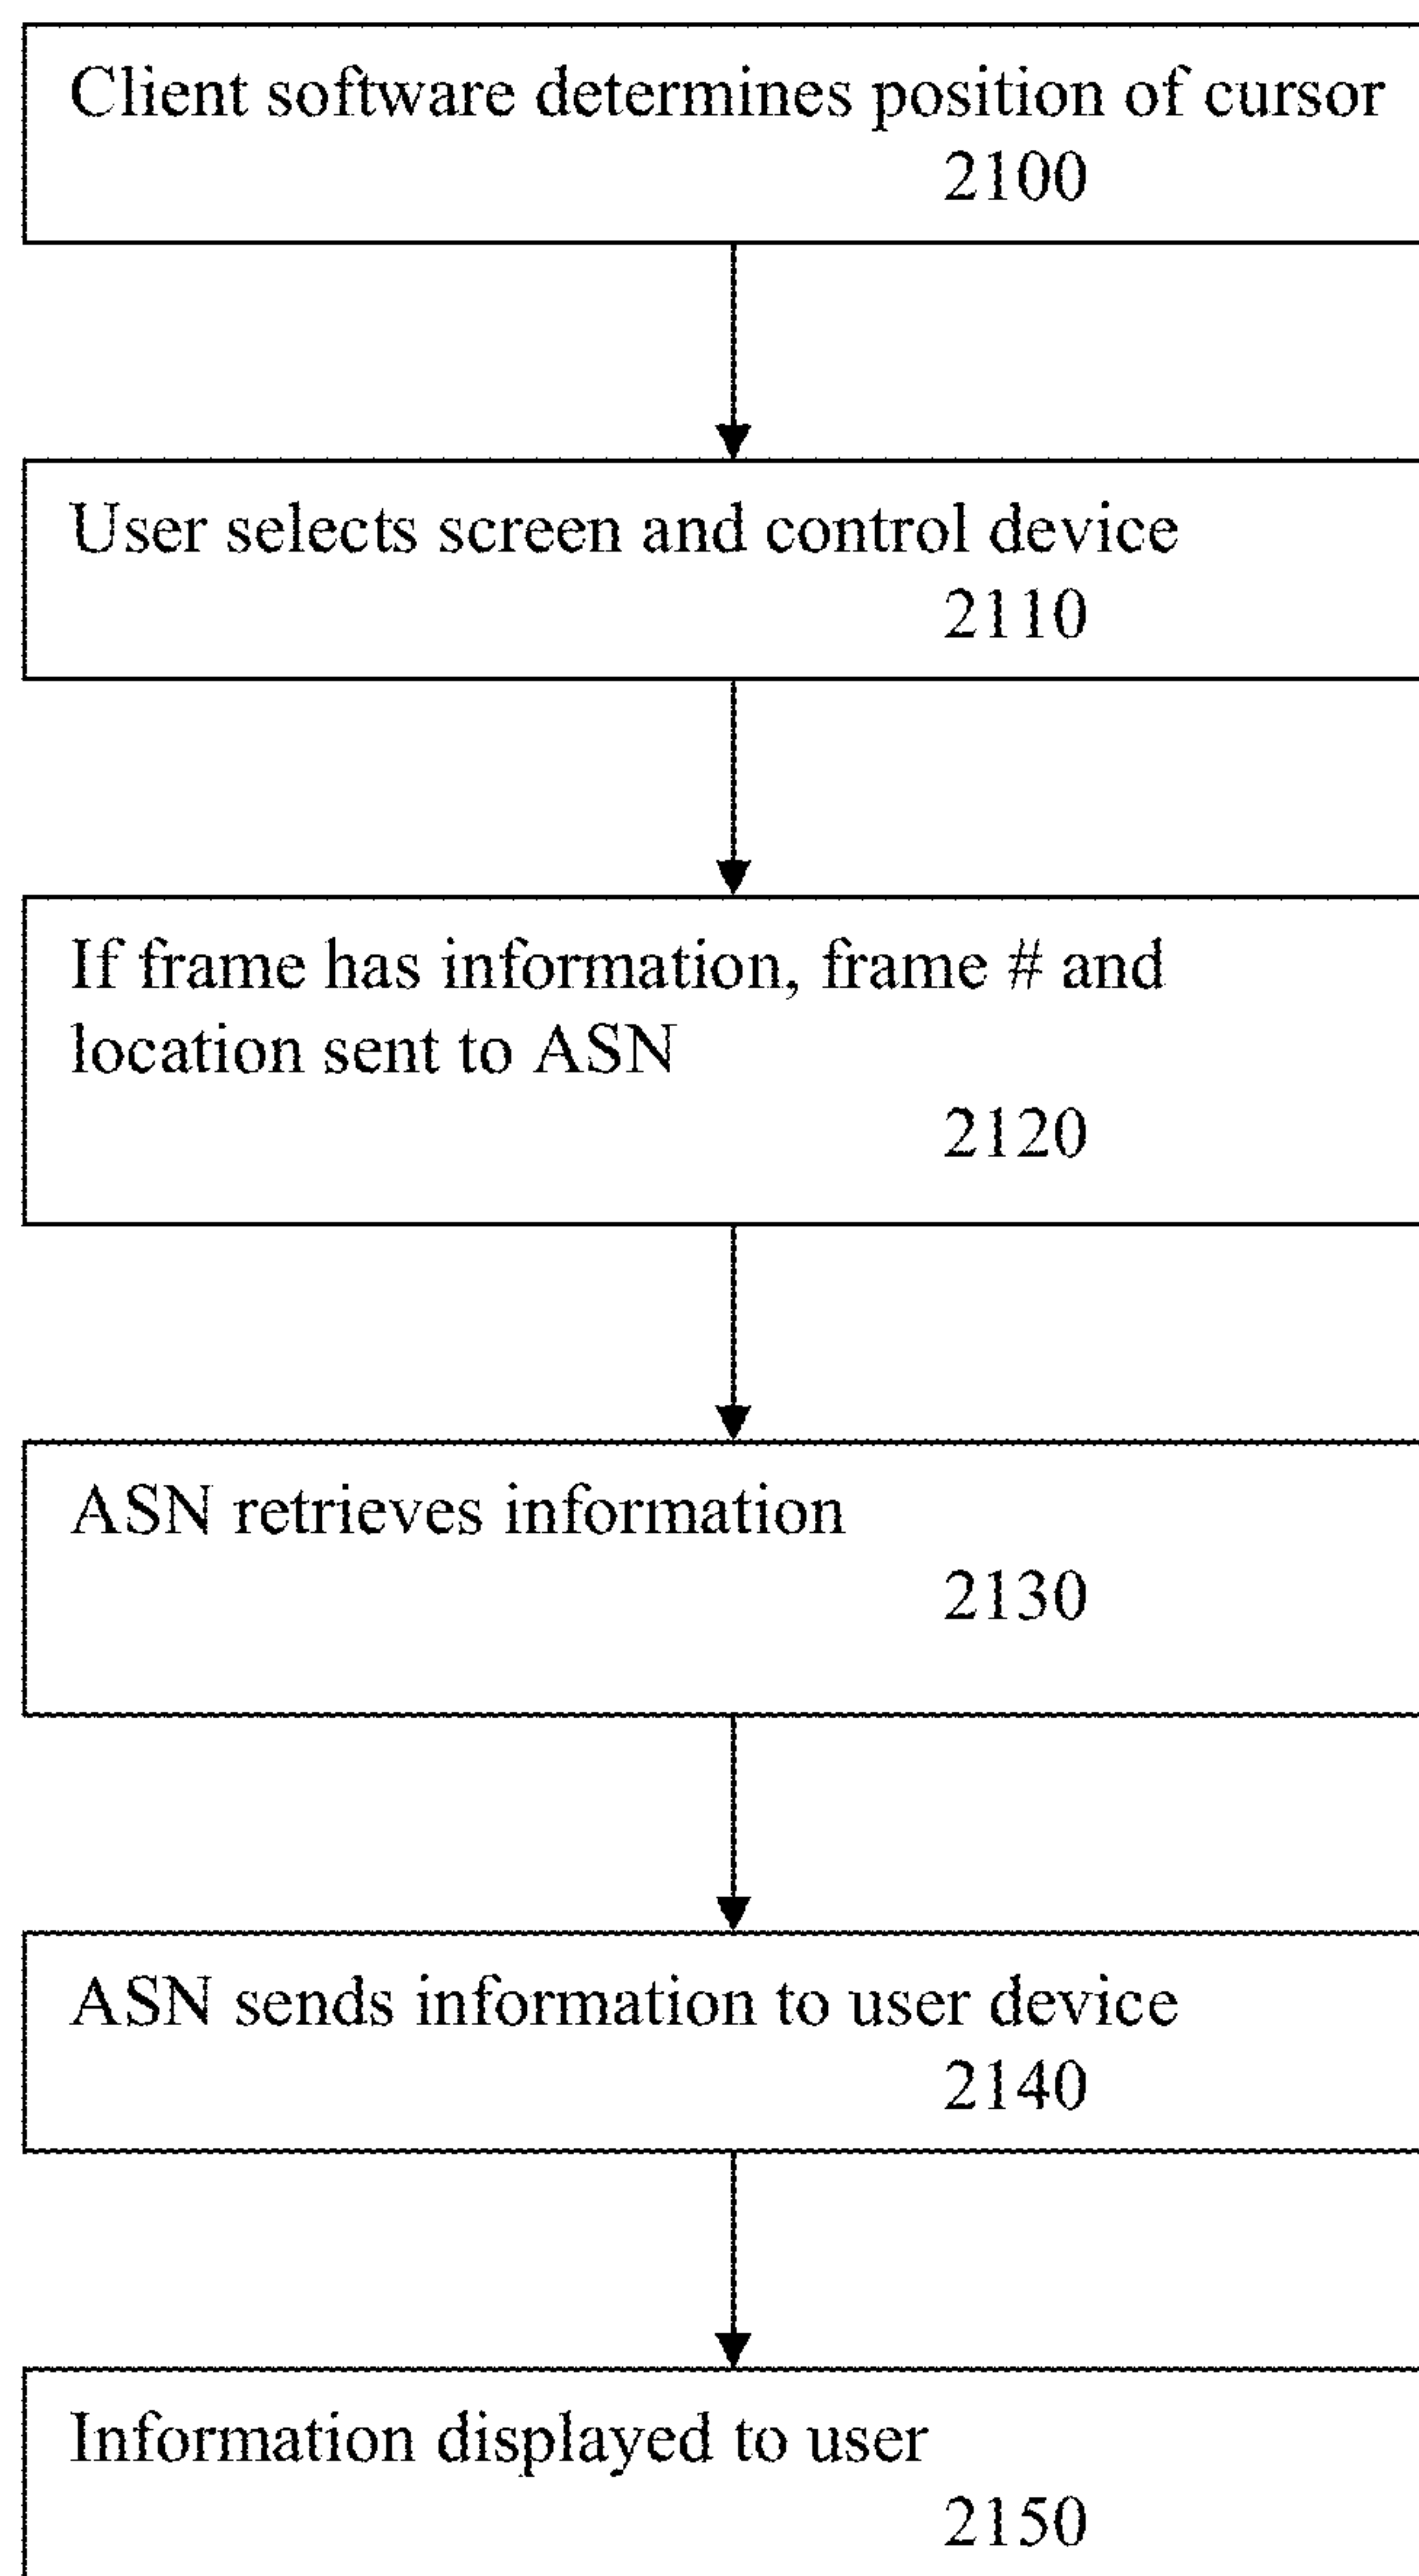 Client software determines position of cursor
2100
User selects screen and control device
2110
If frame has information, frame # and
location sent to ASN
2120
ASN retrieves information
2130
ASN sends information to user device
2140
Information displayed to user
2150